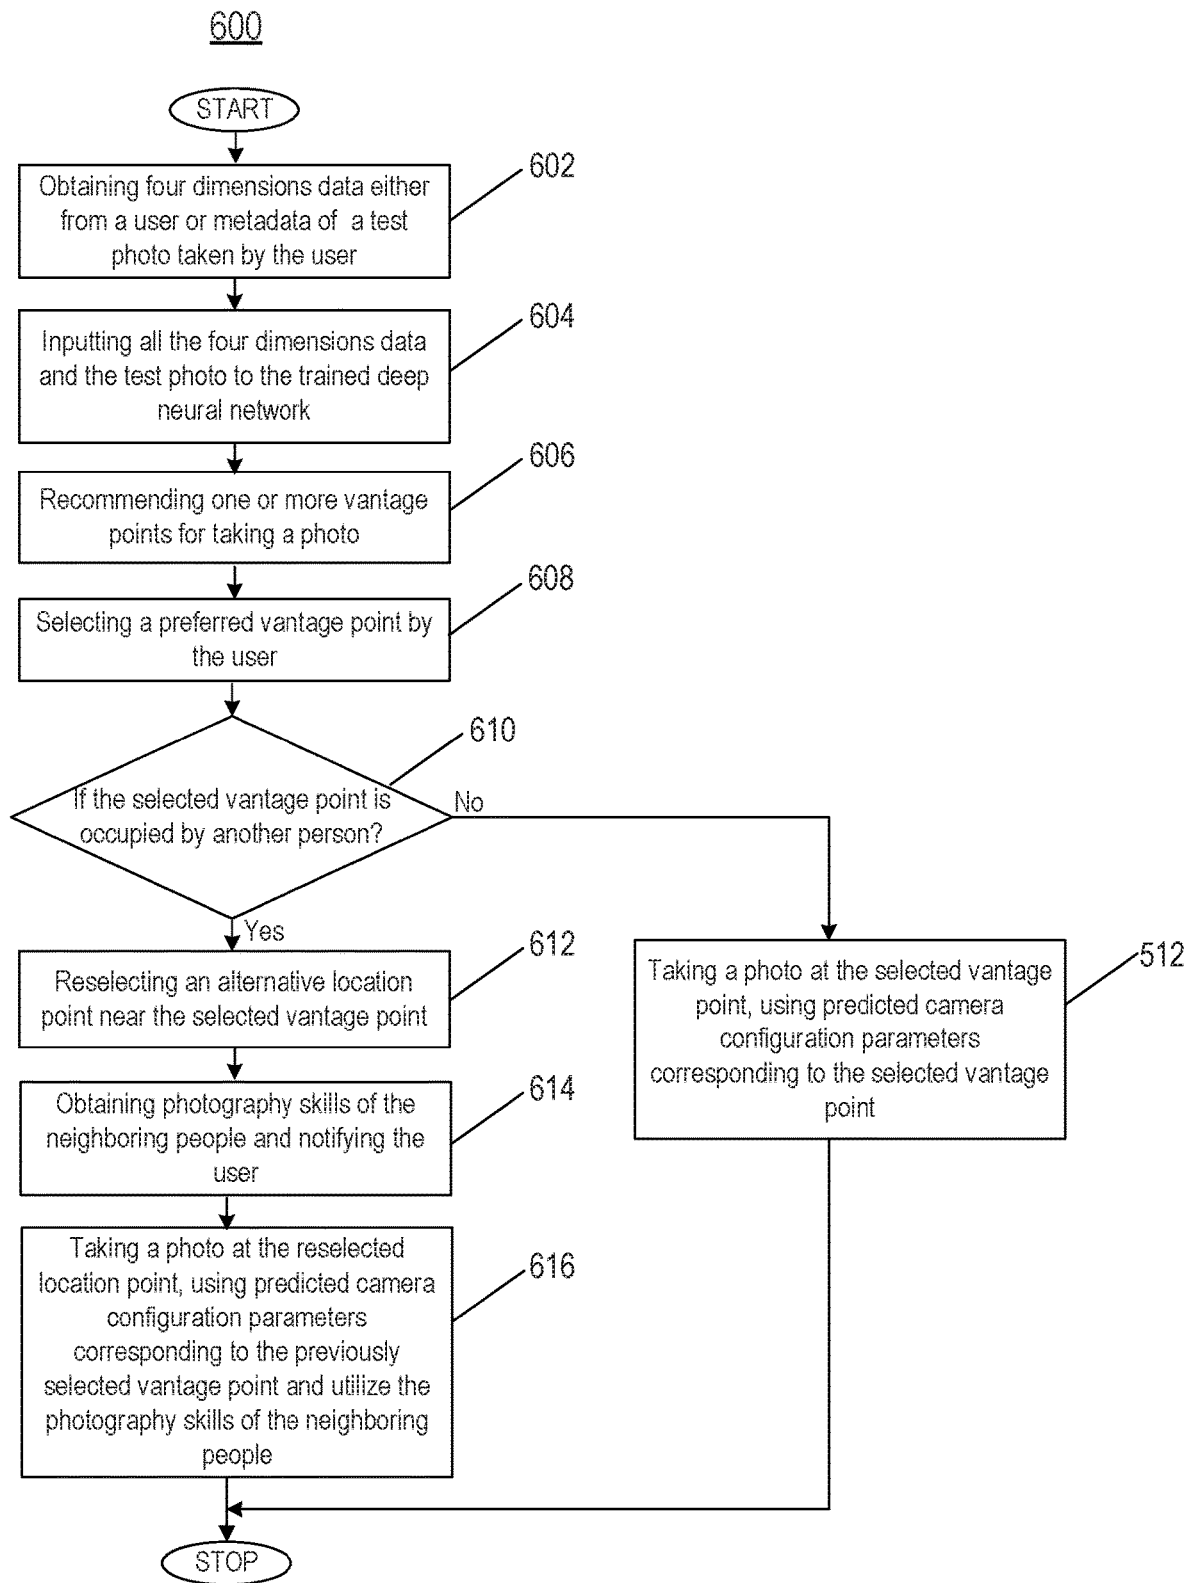 600
START
602
Obtaining four dimensions data either
from a user or metadata of a test
photo taken by the user
604
Inputting all the four dimensions data
and the test photo to the trained deep
neural network
606
Recommending one or more vantage
points for taking a photo
608
Selecting a preferred vantage point by
the user
610
If the selected vantage point is
occupied by another person?
No
Yes
612
Reselecting an alternative location
point near the selected vantage point
512
Taking a photo at the selected vantage
point, using predicted camera
configuration parameters
corresponding to the selected vantage
point
614
Obtaining photography skills of the
neighboring people and notifying the
user
616
Taking a photo at the reselected
location point, using predicted camera
configuration parameters
corresponding to the previously
selected vantage point and utilize the
photography skills of the neighboring
people
STOP